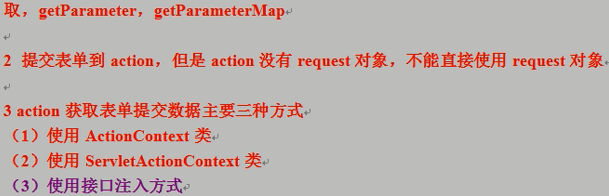 取，getParameter，getParameterMap
2 提交表单到 action，但是 action 没有 request 对象，不能直接使用 request 对象
3 action 获取表单提交数据主要三种方式
（1）使用 ActionContext 类
（2）使用 ServletActionContext 类
（3）使用接口注入方式